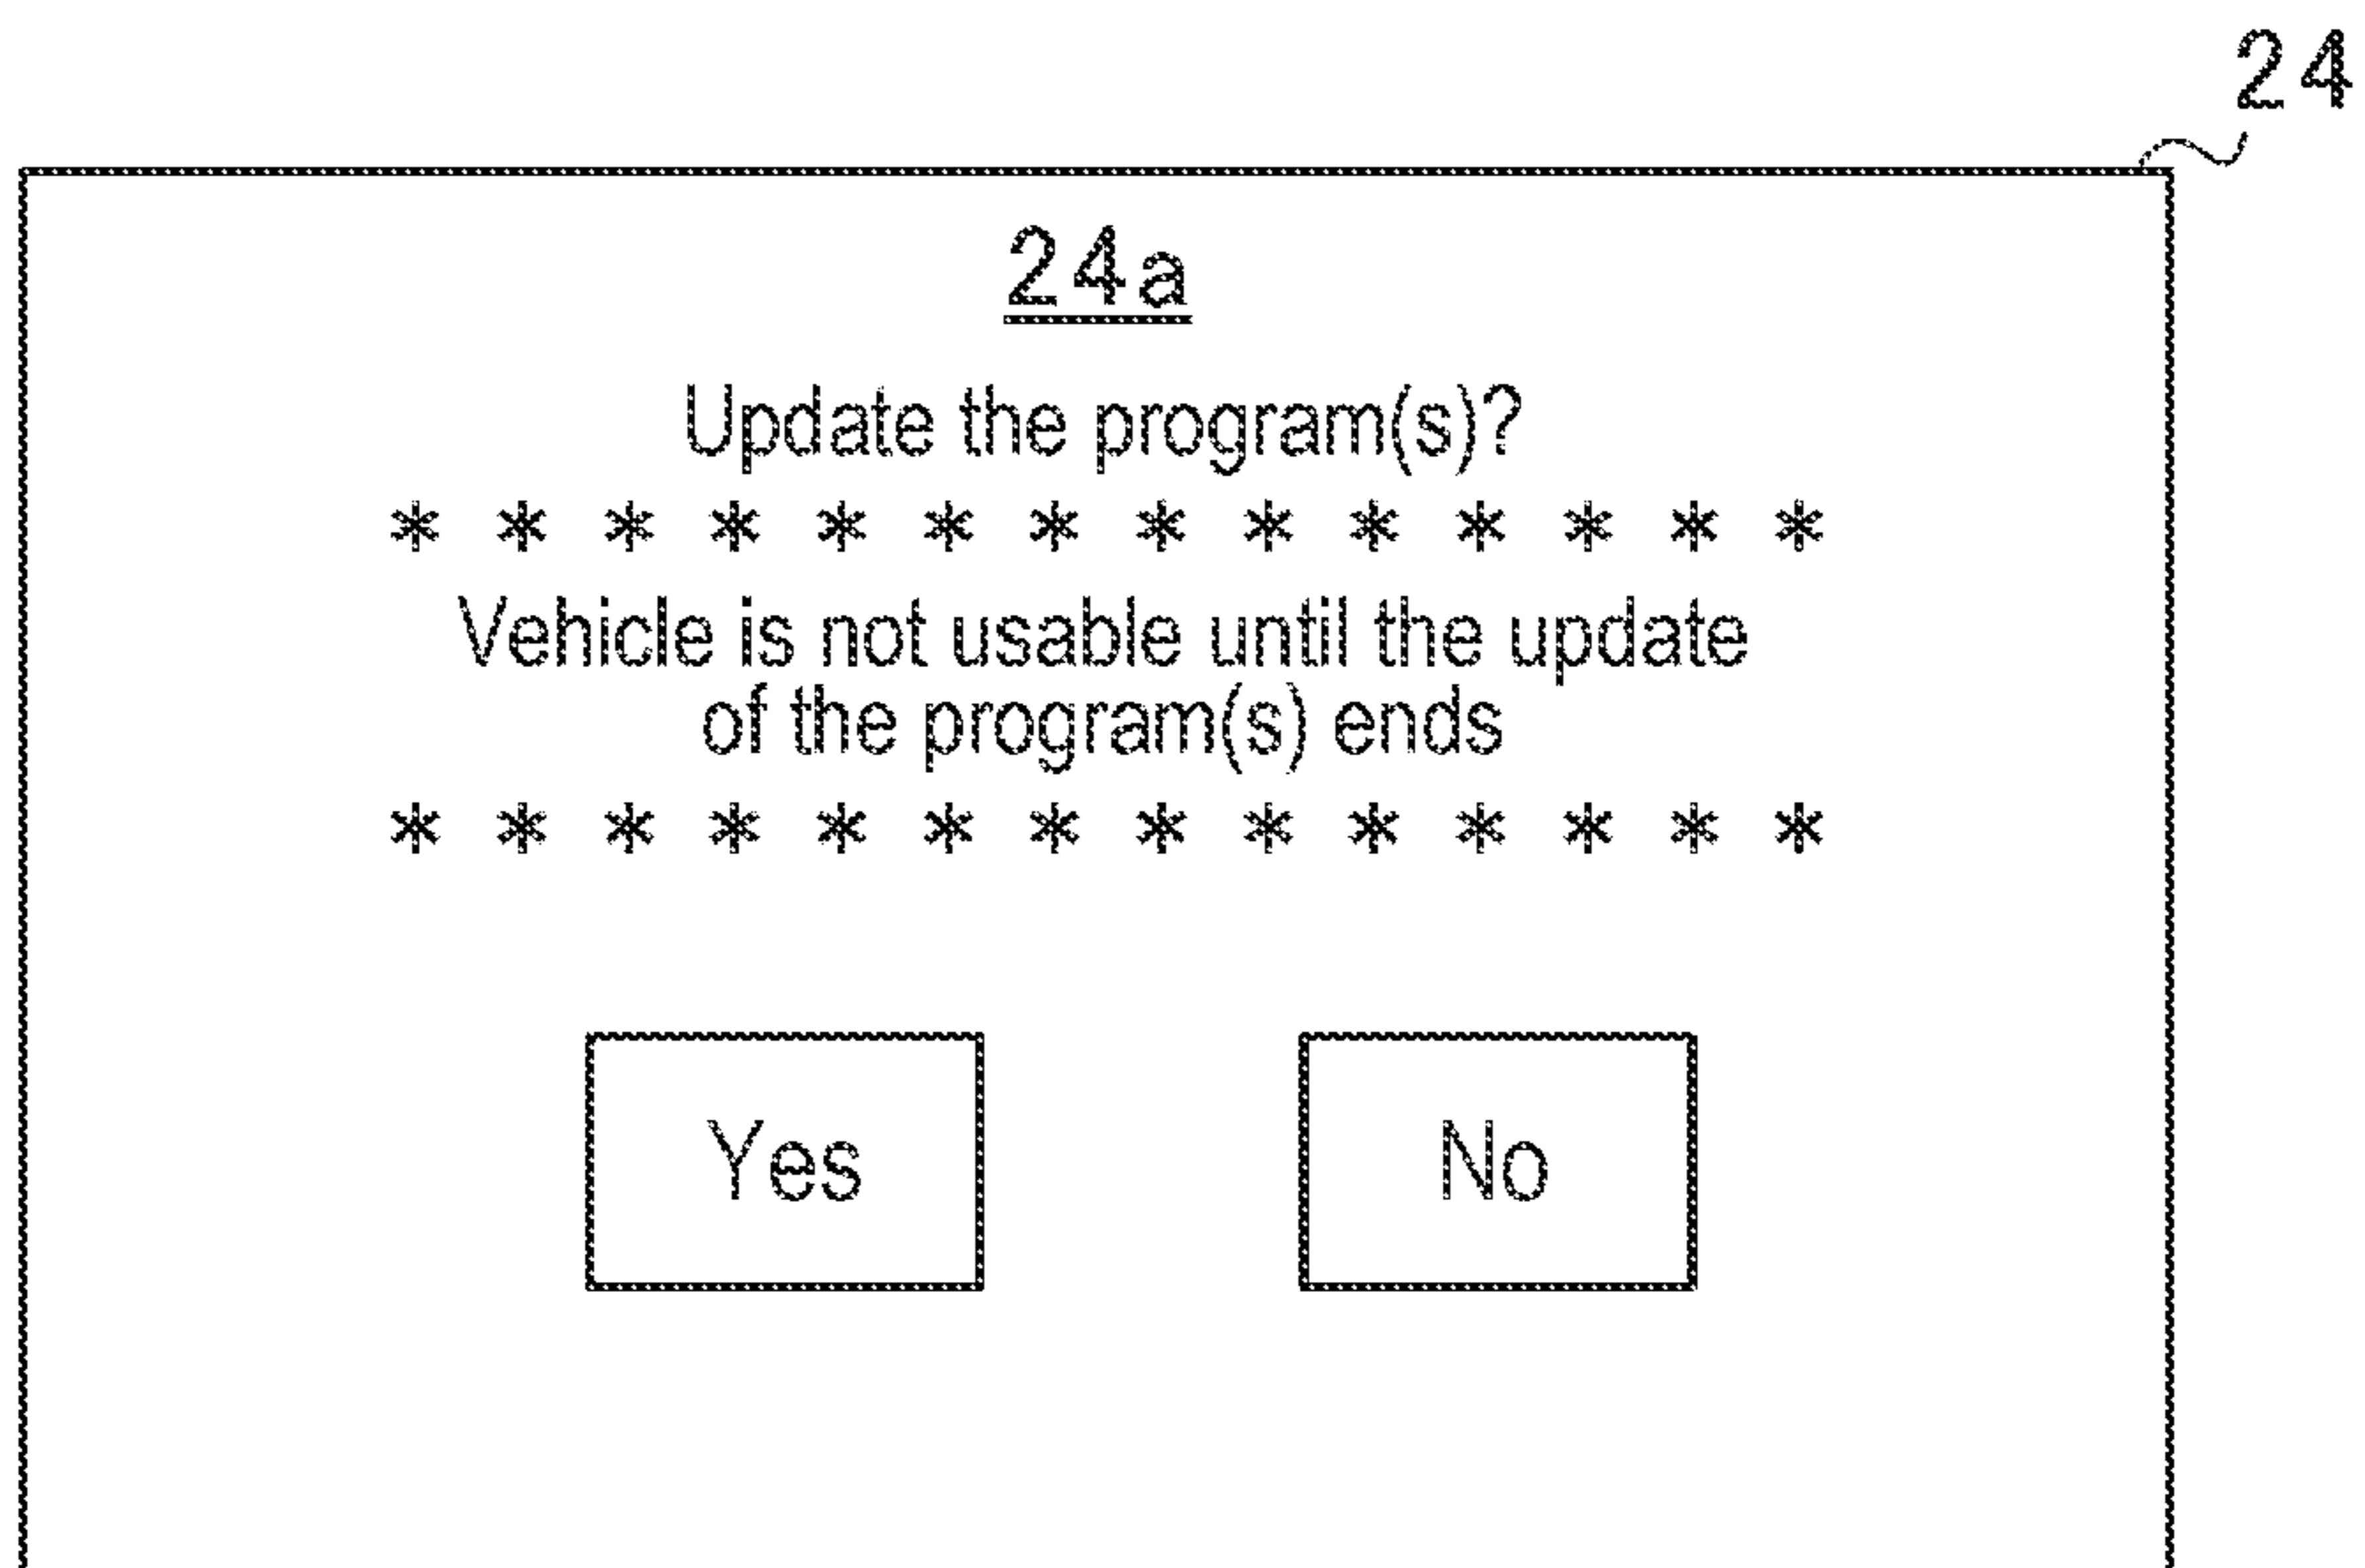 24
24a
Update the program(s)?
* * * * * * * * * * * * * *
Vehicle is not usable until the update
of the program(s) ends
* * * * * * * * * * * * * *
Yes No